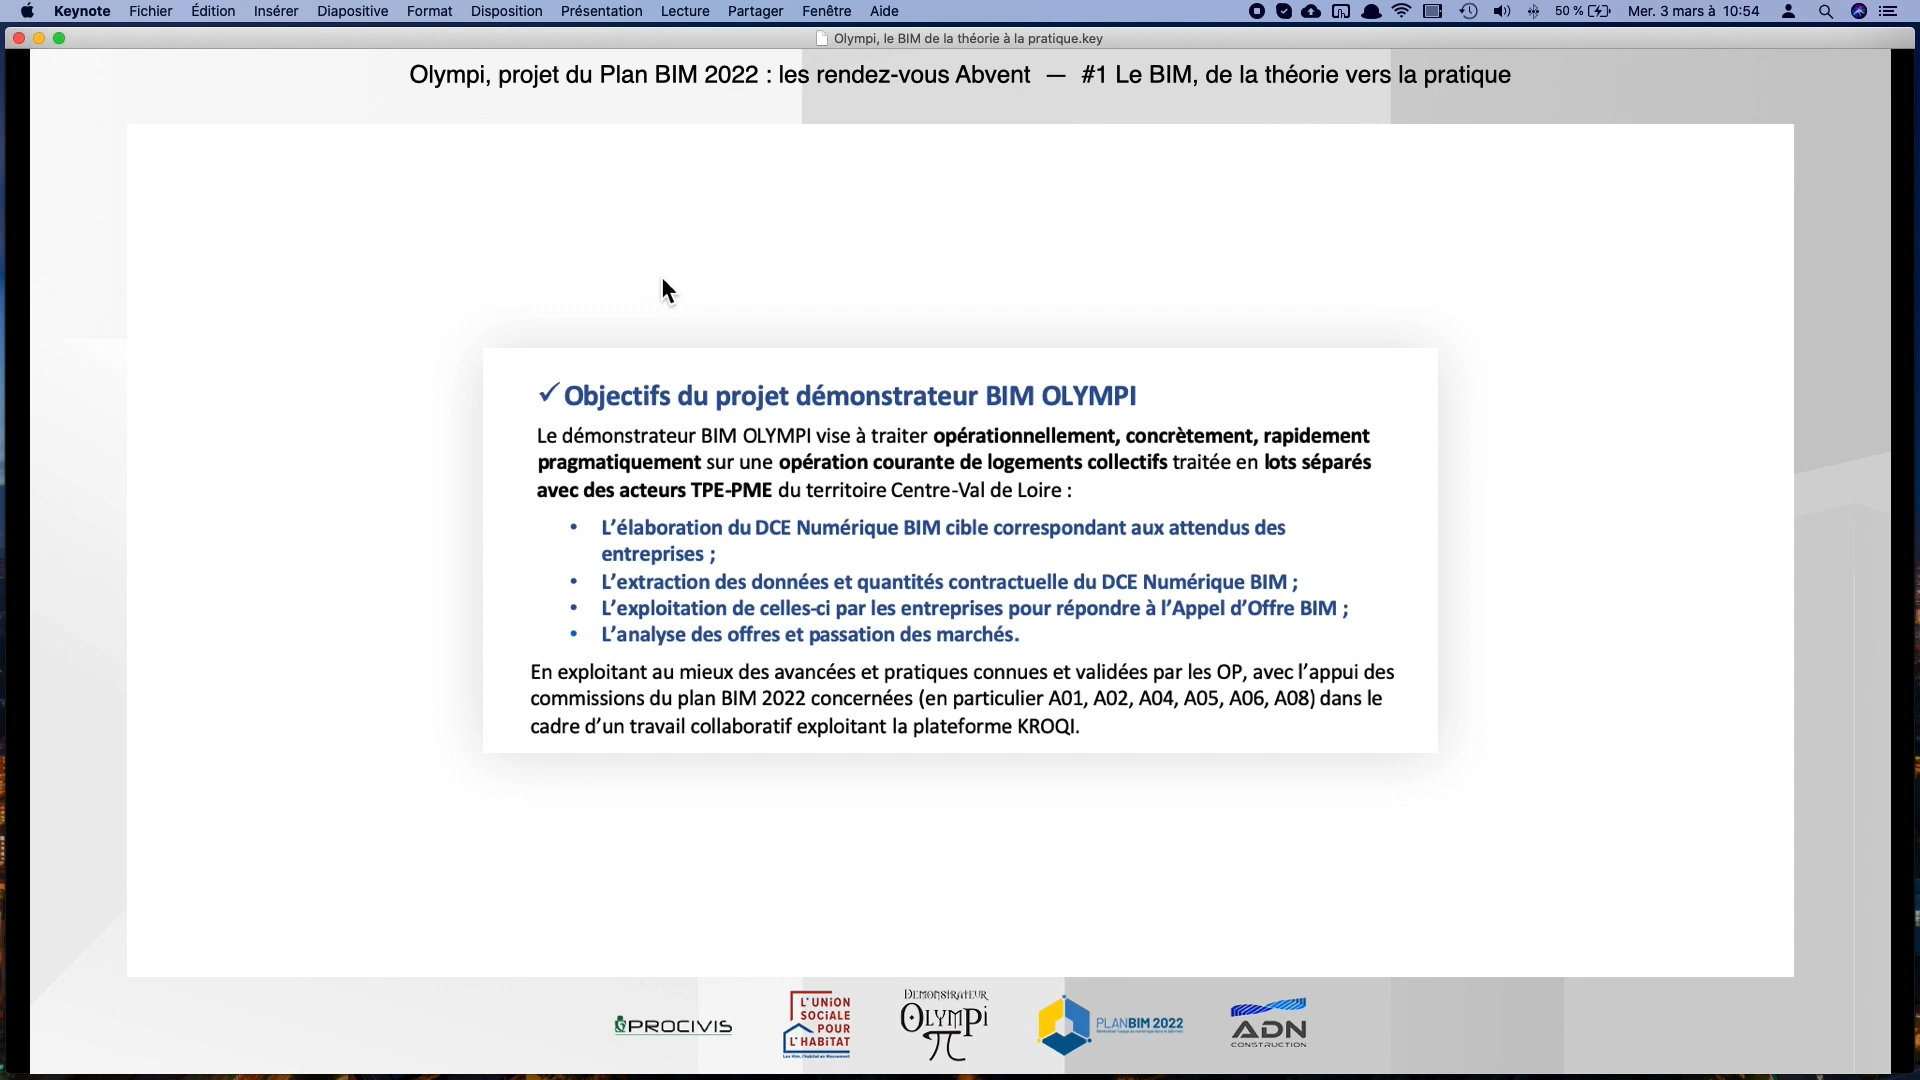 Keynote Fichier Édition Insérer Diapositive Format Disposition Présentation Lecture Partager Fenêtre Aide 50 % Mer. 3 mars à 10:54
Olympi, le BIM de la théorie à la pratique.key
Olympi, projet du Plan BIM 2022 : les rendez-vous Abvent — #1 Le BIM, de la théorie vers la pratique
✓ Objectifs du projet démonstrateur BIM OLYMPI
Le démonstrateur BIM OLYMPI vise à traiter opérationnellement, concrètement, rapidement
pragmatiquement sur une opération courante de logements collectifs traitée en lots séparés
avec des acteurs TPE-PME du territoire Centre-Val de Loire :
• L’élaboration du DCE Numérique BIM cible correspondant aux attendus des
entreprises ;
• L’extraction des données et quantités contractuelle du DCE Numérique BIM ;
• L’exploitation de celles-ci par les entreprises pour répondre à l’Appel d’Offre BIM ;
• L’analyse des offres et passation des marchés.
En exploitant au mieux des avancées et pratiques connues et validées par les OP, avec l’appui des
commissions du plan BIM 2022 concernées (en particulier A01, A02, A04, A05, A06, A08) dans le
cadre d’un travail collaboratif exploitant la plateforme KROQI.
PROCIVIS
L'UNION
SOCIALE
POUR
L'HABITAT
DEMONSTRATEUR
OLYMPI
PLANBIM 2022
ADN
CONSTRUCTION